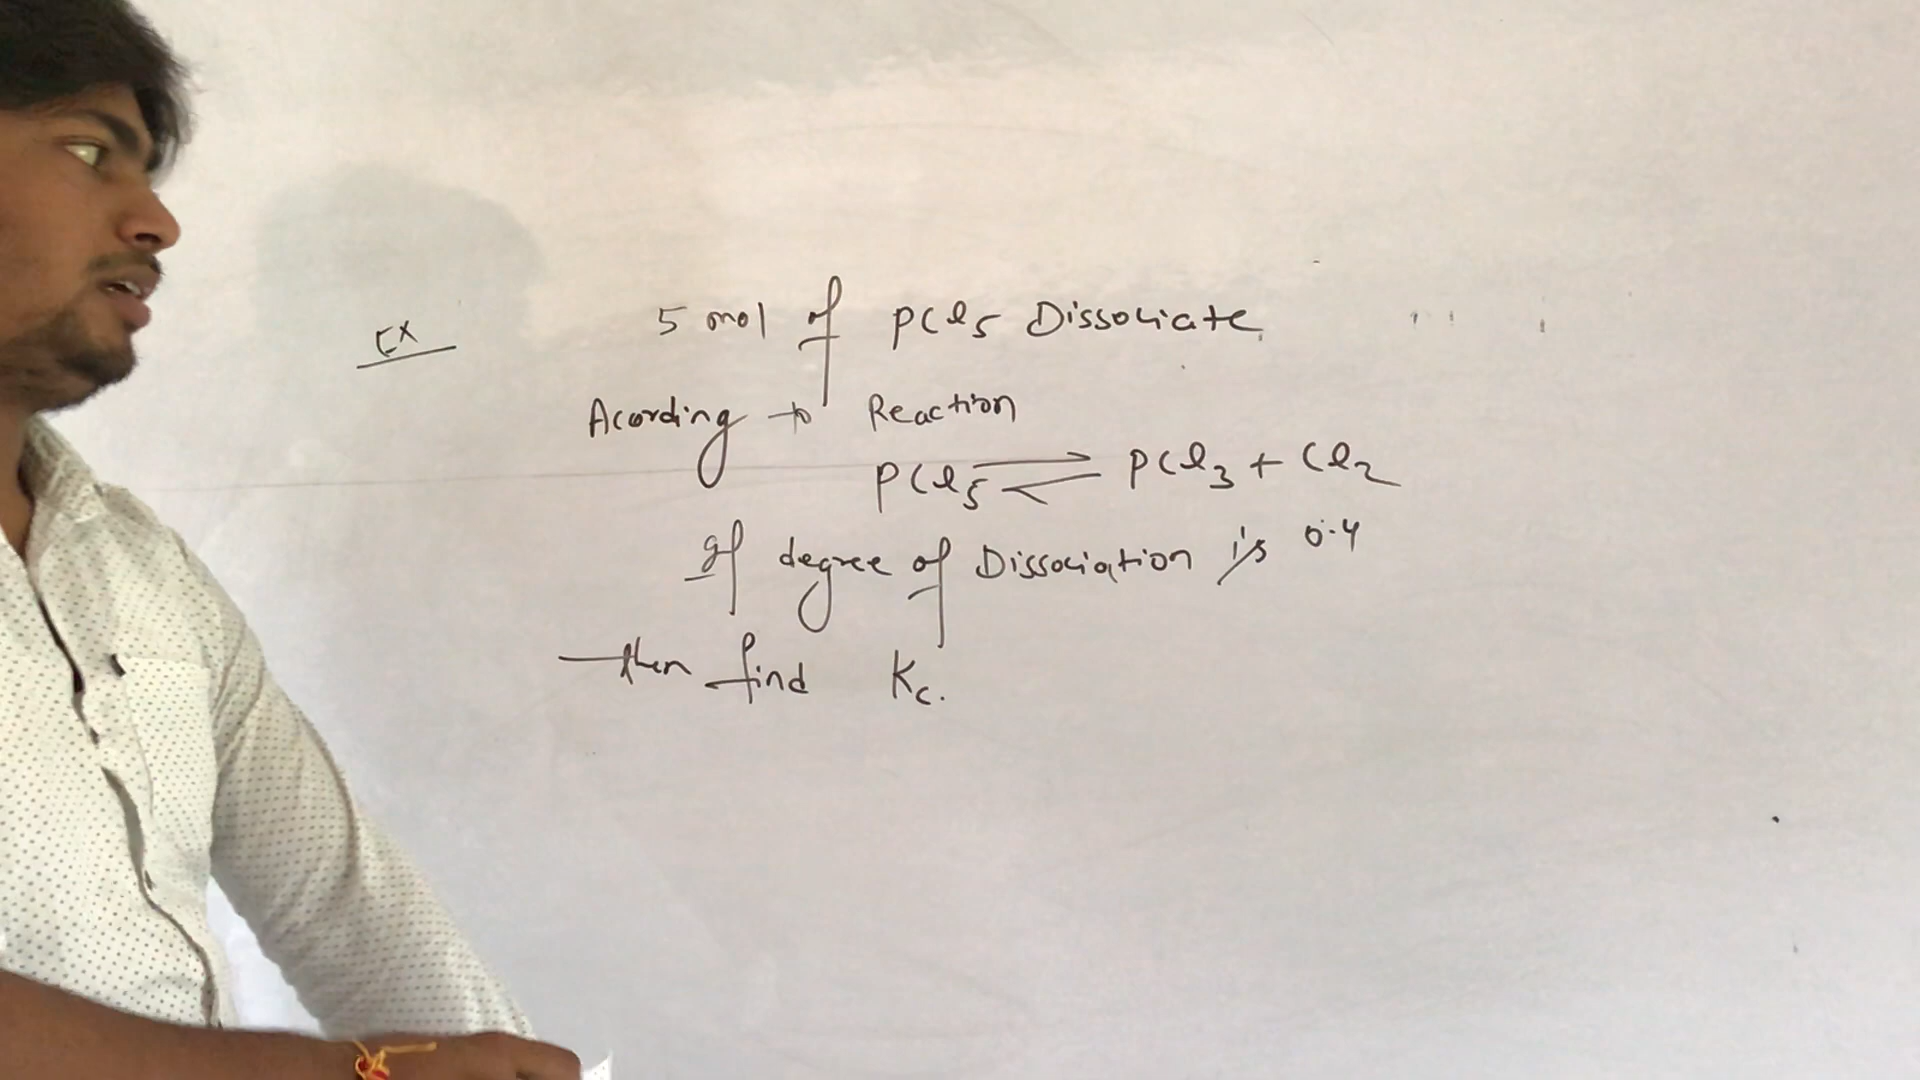 Ex
5 mol of PCl5 Dissociate
Acording to Reaction
PCl5 ⇌ PCl3 + Cl2
If degree of Dissociation is 0.4
then find Kc.